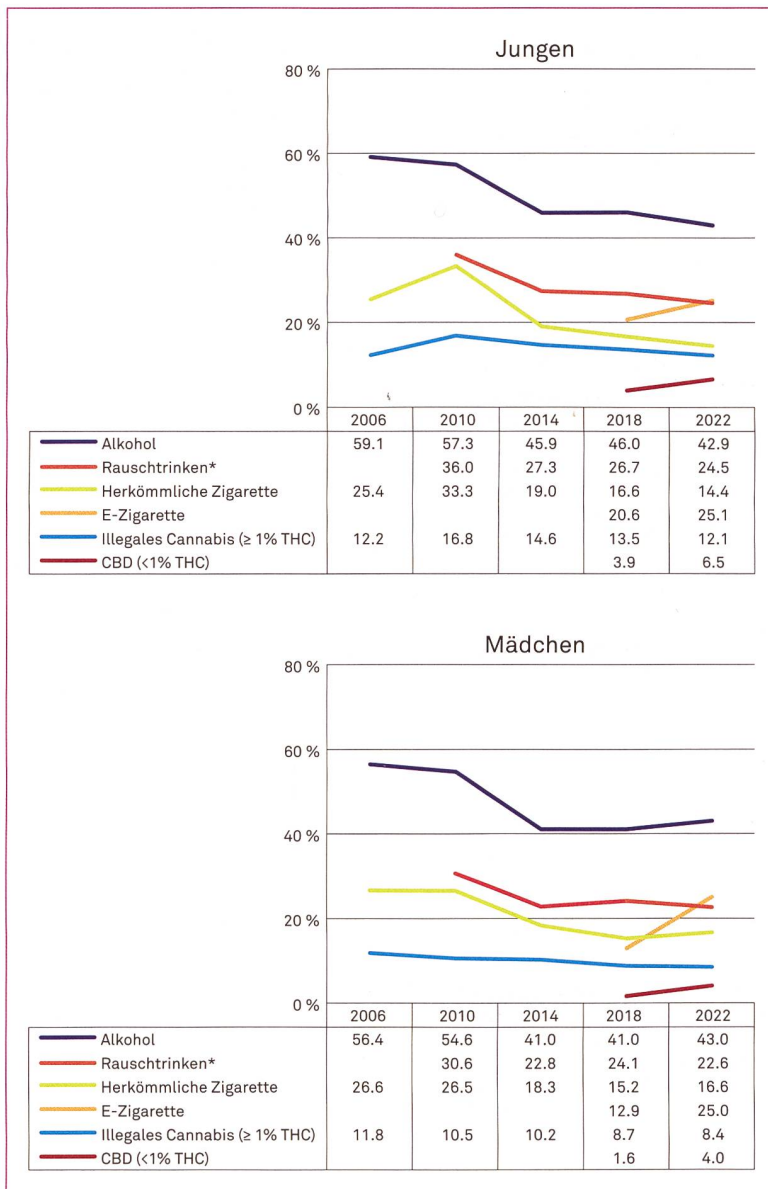 Jungen
80 %
60 %
40 %
20 %
0 %
2006 2010 2014 2018 2022
Alkohol 59.1 57.3 45.9 46.0 42.9
Rauschtrinken* 36.0 27.3 26.7 24.5
Herkömmliche Zigarette 25.4 33.3 19.0 16.6 14.4
E-Zigarette 20.6 25.1
Illegales Cannabis (≥ 1% THC) 12.2 16.8 14.6 13.5 12.1
CBD (<1% THC) 3.9 6.5
Mädchen
80 %
60 %
40 %
20 %
0 %
2006 2010 2014 2018 2022
Alkohol 56.4 54.6 41.0 41.0 43.0
Rauschtrinken* 30.6 22.8 24.1 22.6
Herkömmliche Zigarette 26.6 26.5 18.3 15.2 16.6
E-Zigarette 12.9 25.0
Illegales Cannabis (≥ 1% THC) 11.8 10.5 10.2 8.7 8.4
CBD (<1% THC) 1.6 4.0